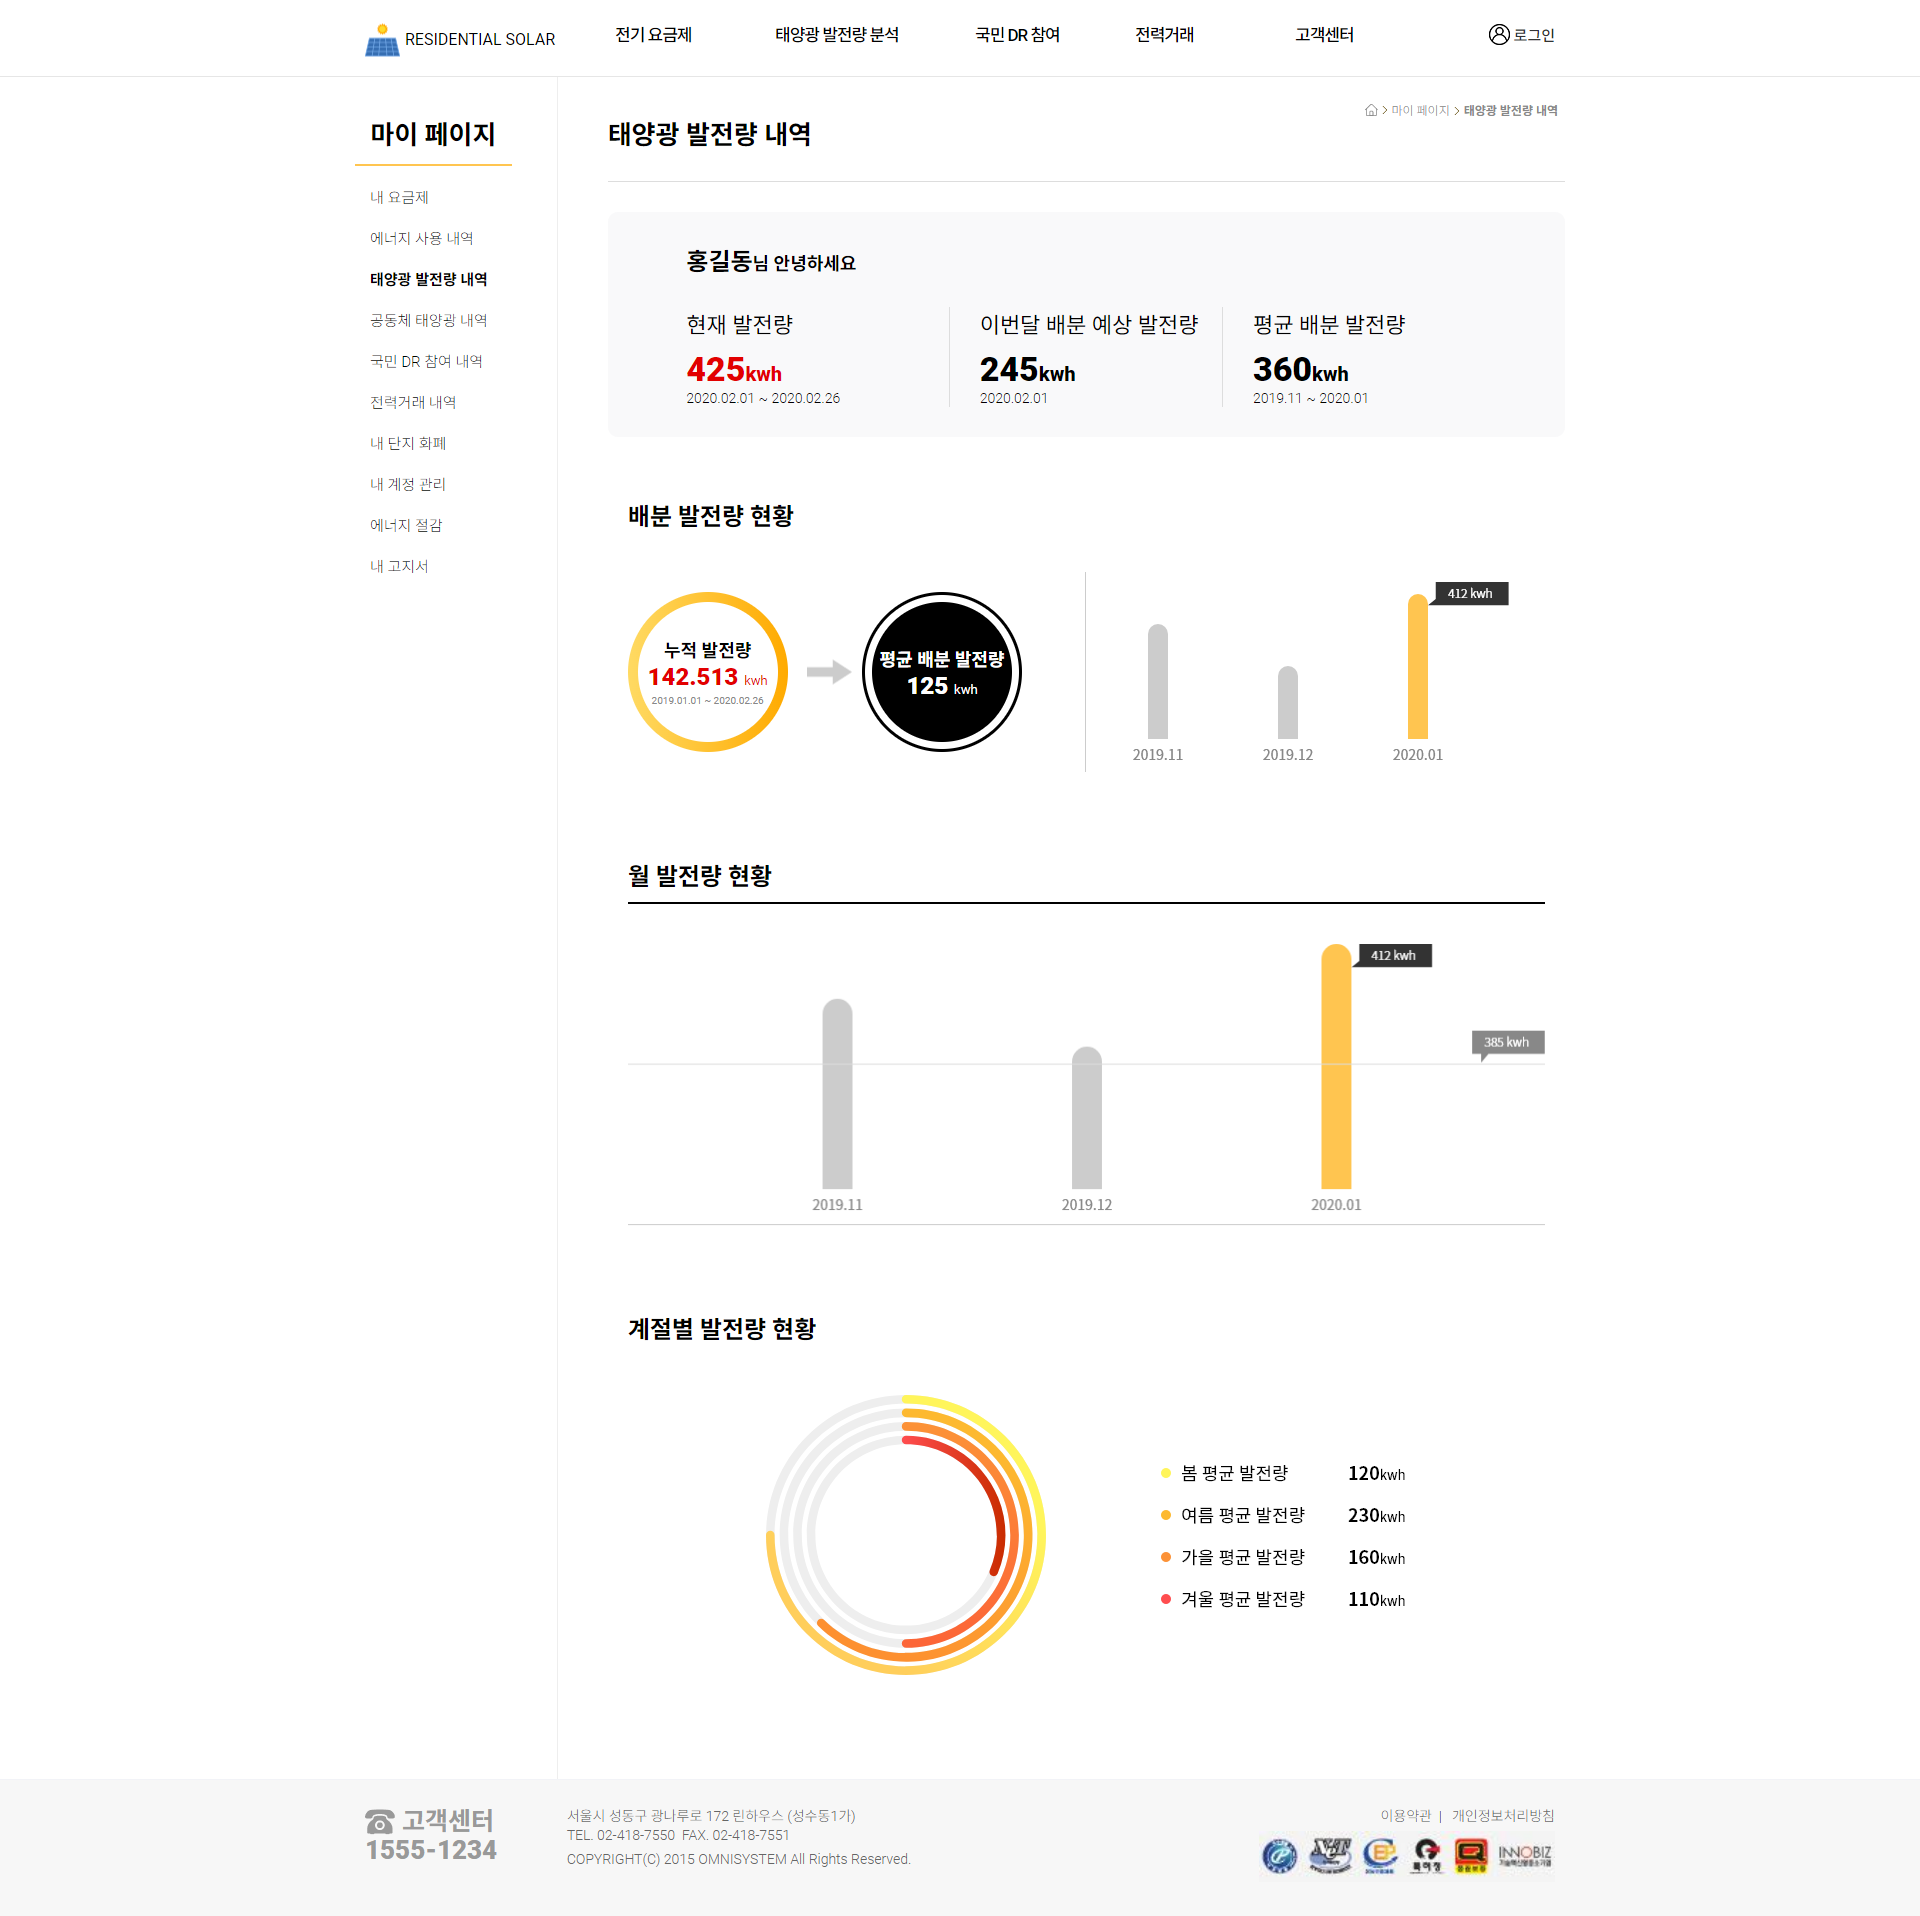 RESIDENTIAL SOLAR
전기 요금제
태양광 발전량 분석
국민 DR 참여
전력거래
고객센터
로그인
마이 페이지
내 요금제
에너지 사용 내역
태양광 발전량 내역
공동체 태양광 내역
국민 DR 참여 내역
전력거래 내역
내 단지 화폐
내 계정 관리
에너지 절감
내 고지서
> 마이 페이지 > 태양광 발전량 내역
태양광 발전량 내역
홍길동님 안녕하세요
현재 발전량
425kwh
2020.02.01 ~ 2020.02.26
이번달 배분 예상 발전량
245kwh
2020.02.01
평균 배분 발전량
360kwh
2019.11 ~ 2020.01
배분 발전량 현황
누적 발전량
142.513 kwh
2019.01.01 ~ 2020.02.26
평균 배분 발전량
125 kwh
412 kwh
2019.11
2019.12
2020.01
월 발전량 현황
412 kwh
385 kwh
2019.11
2019.12
2020.01
계절별 발전량 현황
봄 평균 발전량 120kwh
여름 평균 발전량 230kwh
가을 평균 발전량 160kwh
겨울 평균 발전량 110kwh
고객센터
1555-1234
서울시 성동구 광나루로 172 린하우스 (성수동1가)
TEL. 02-418-7550 FAX. 02-418-7551
COPYRIGHT(C) 2015 OMNISYSTEM All Rights Reserved.
이용약관 | 개인정보처리방침
INNOBIZ